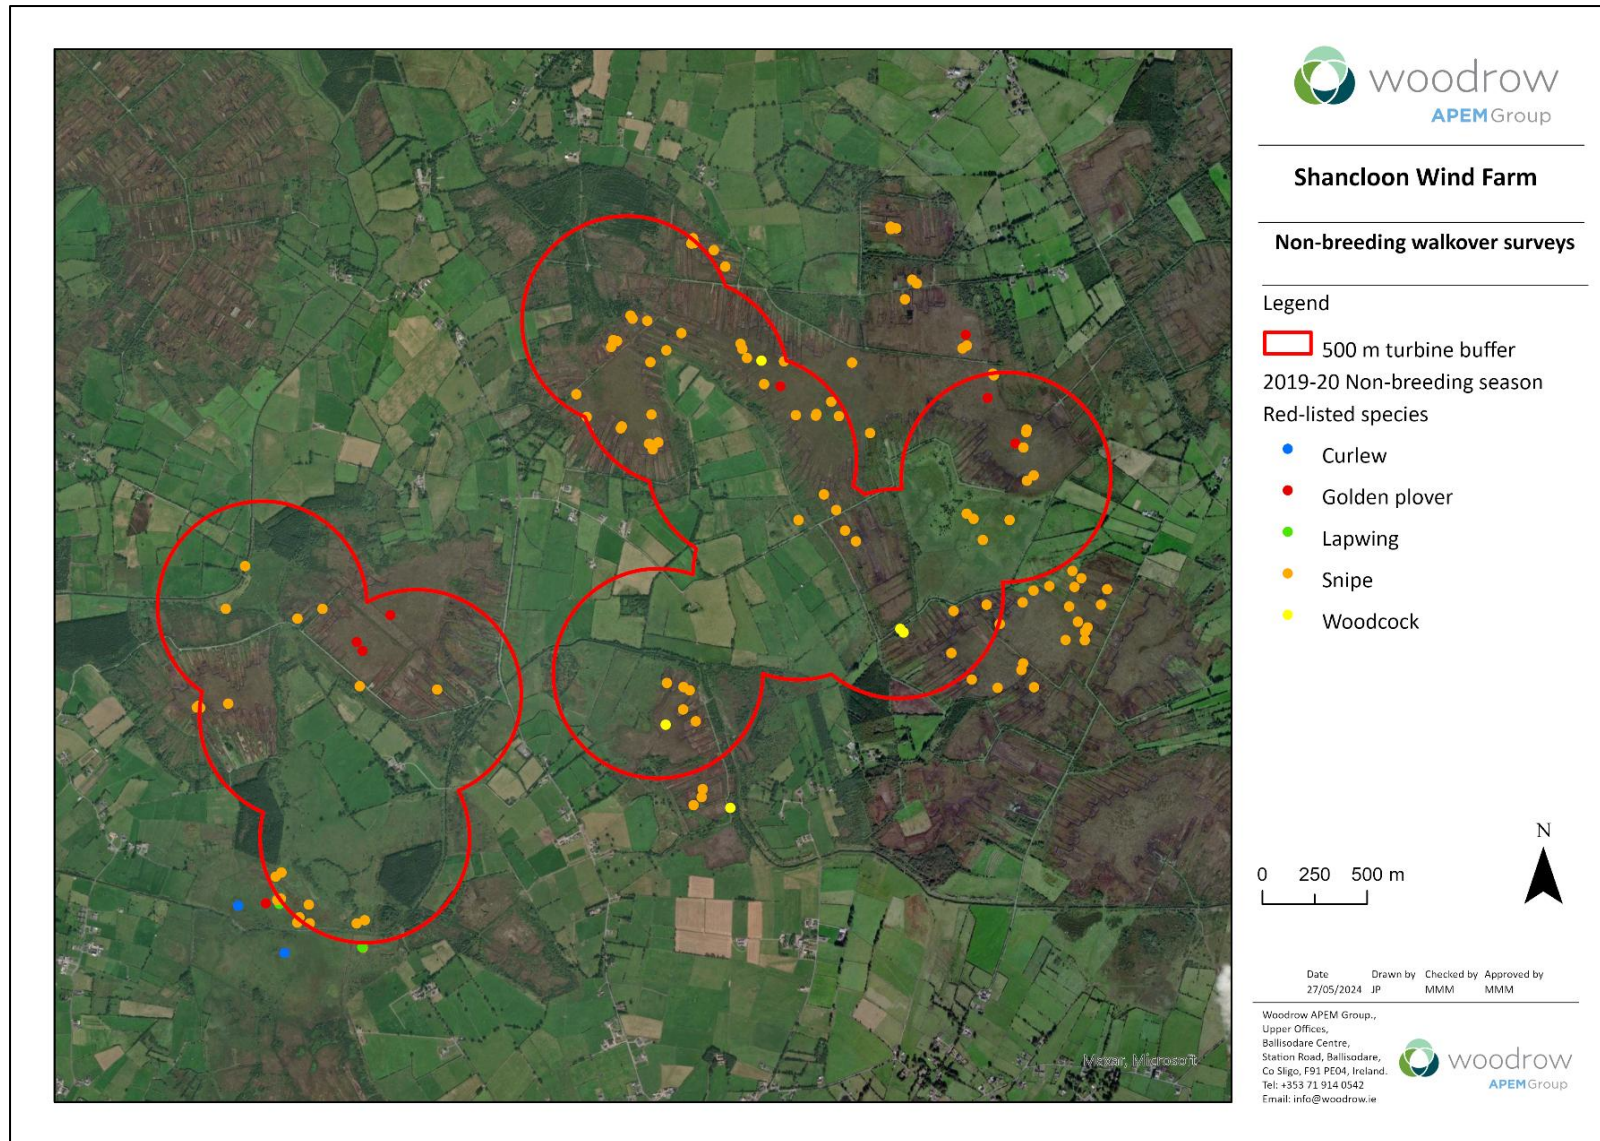 woodrow
APEM Group
Shancloon Wind Farm
Non-breeding walkover surveys
Legend
500 m turbine buffer
2019-20 Non-breeding season
Red-listed species
Curlew
Golden plover
Lapwing
Snipe
Woodcock
N
0 250 500 m
Date Drawn by Checked by Approved by
27/05/2024 JP MMM MMM
Woodrow APEM Group.,
Upper Offices,
Ballisodare Centre,
Station Road, Ballisodare,
Co Sligo, F91 PE04, Ireland.
Tel: +353 71 914 0542
Email: info@woodrow.ie
woodrow
APEM Group
Maxar, Microsoft